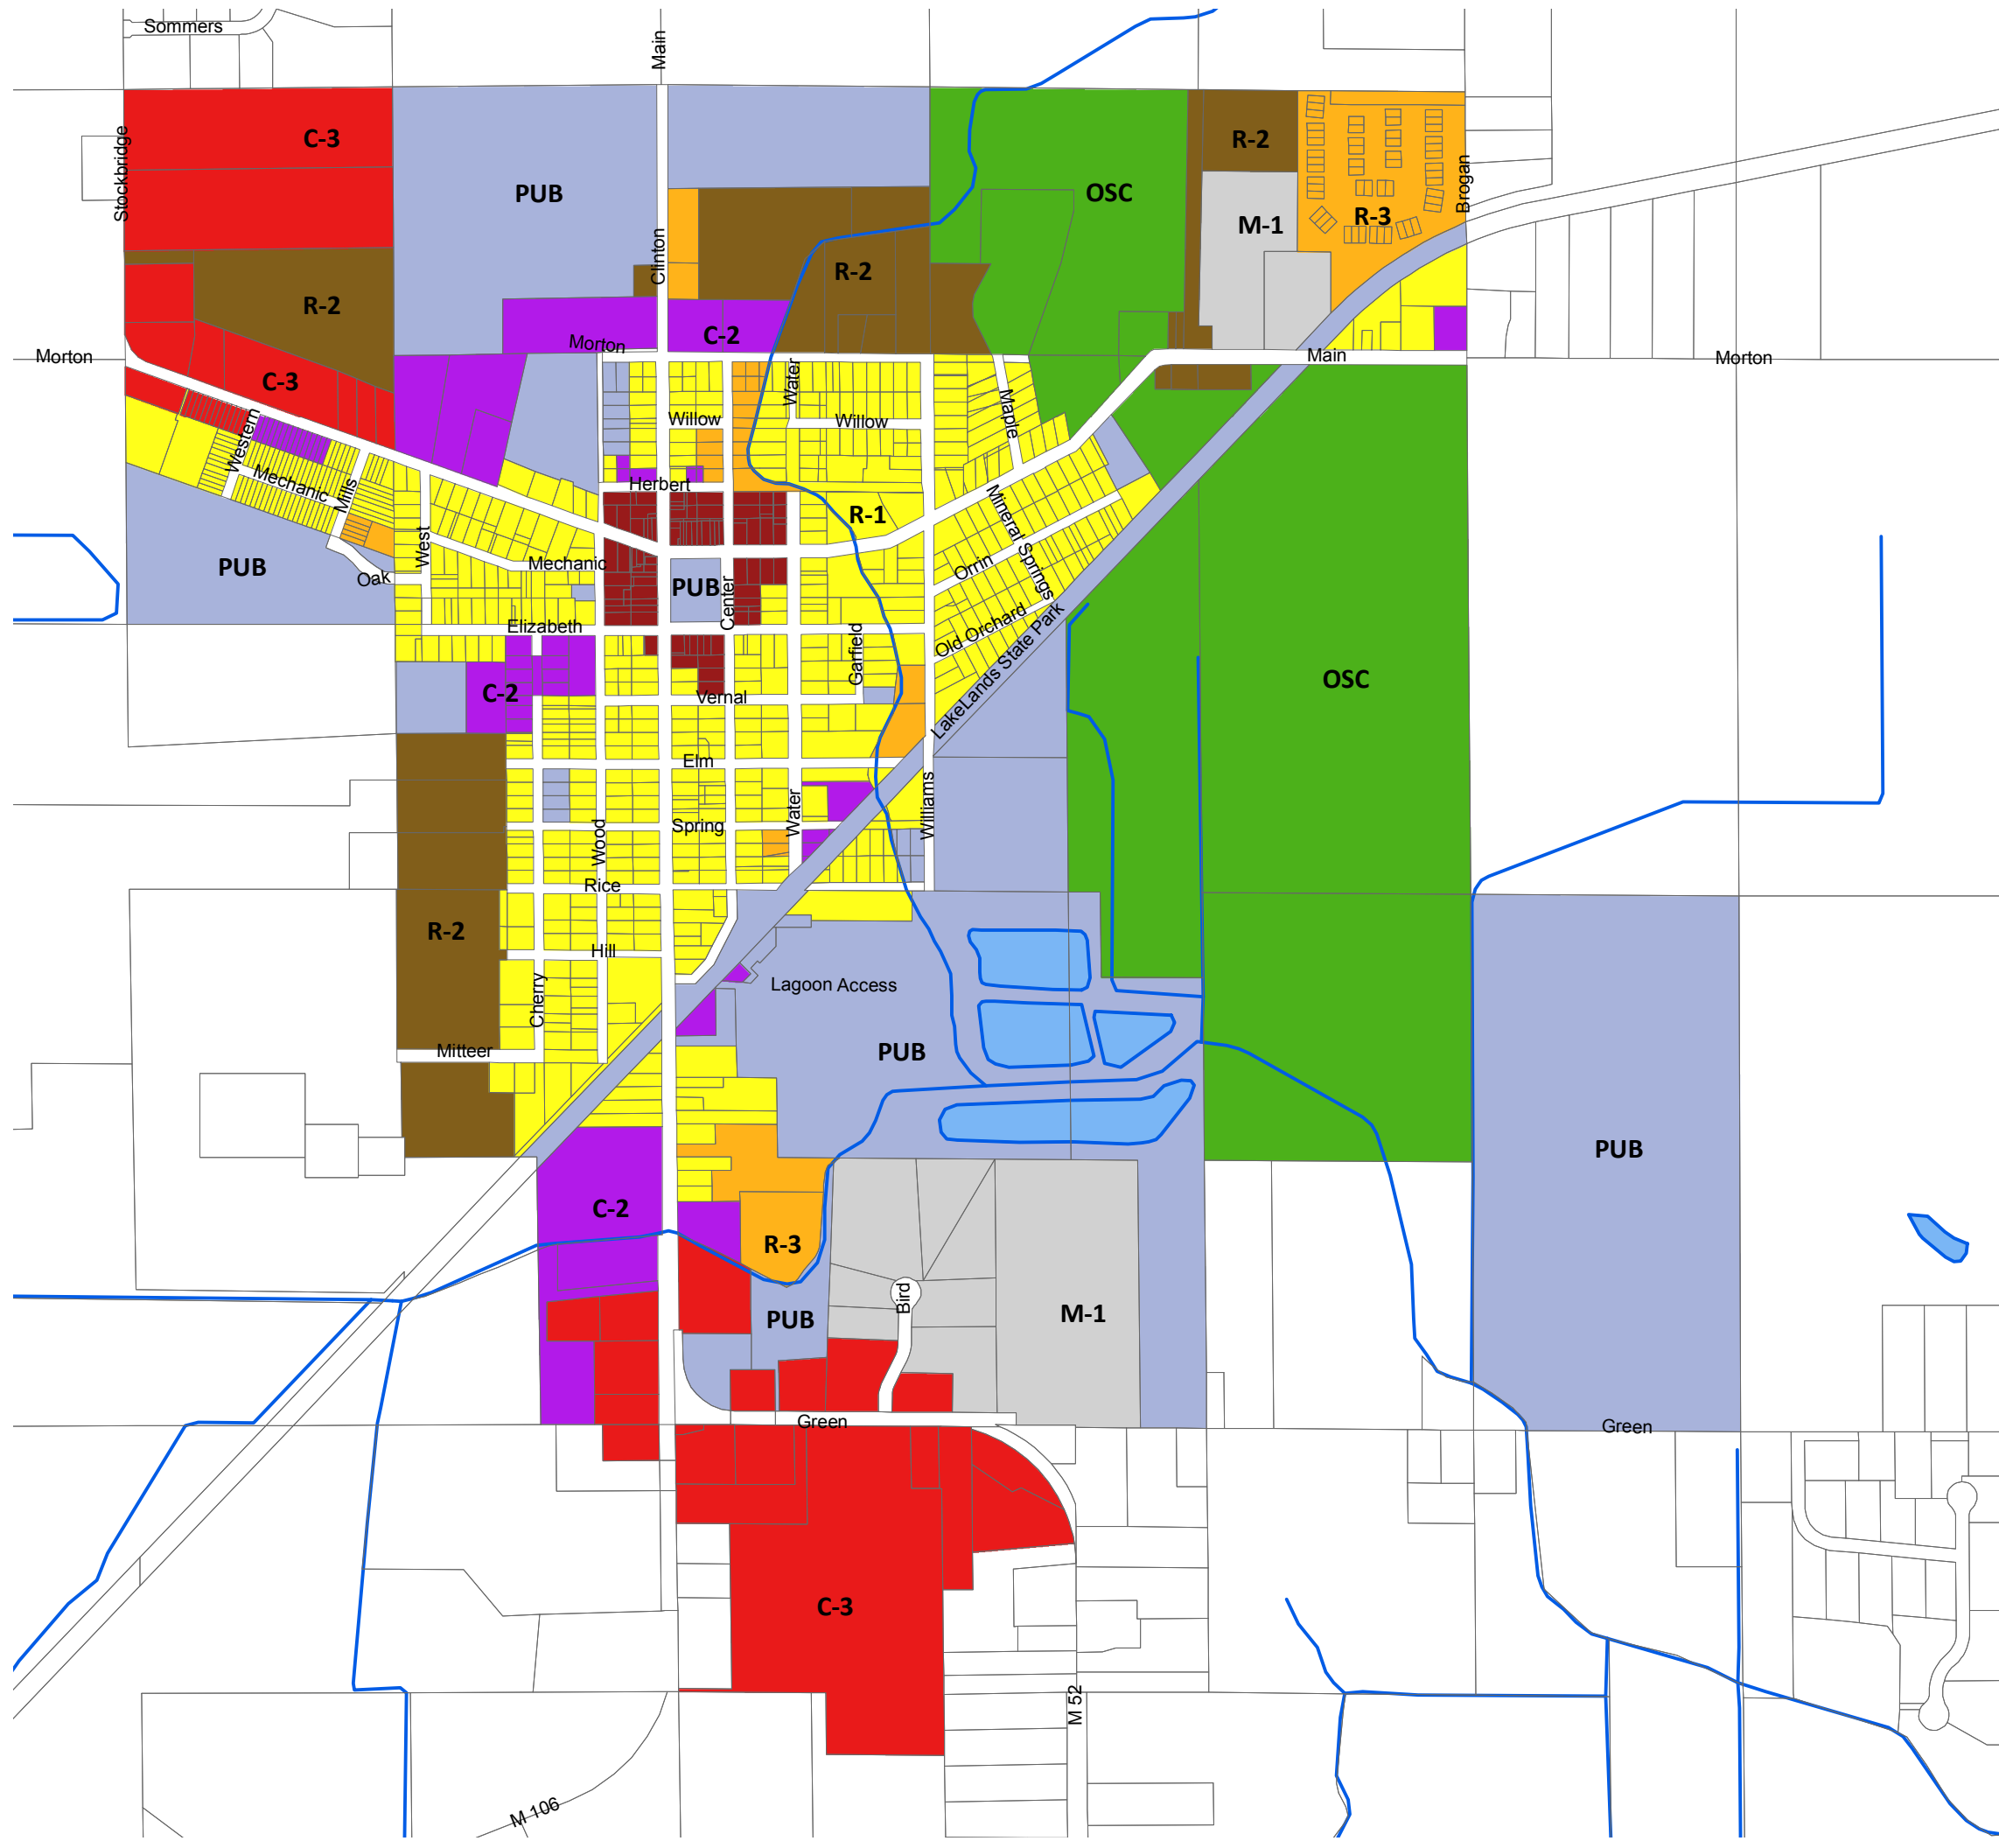 Sommers
Main
C-3
Stockbridge
PUB
OSC
R-2
M-1
R-3
Brogan
Clinton
R-2
R-2
C-2
Morton
Morton
Main
Morton
C-3
Water
Maple
Willow
Willow
Western
Mechanic
Mills
Herbert
R-1
Mineral Springs
West
Mechanic
PUB
Oak
PUB
Center
Orrin
Elizabeth
Old Orchard
Garfield
LakeLands State Park
C-2
Vernal
OSC
Elm
Williams
Water
Spring
Wood
Rice
R-2
Hill
Cherry
Lagoon Access
Mitteer
PUB
PUB
C-2
R-3
Bird
PUB
M-1
Green
Green
C-3
M 52
M 106